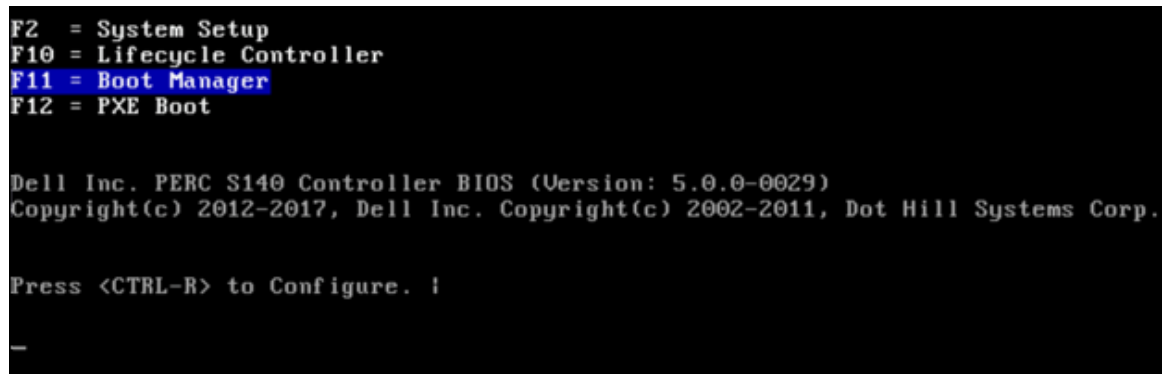 F2  = System Setup
F10 = Lifecycle Controller
F11 = Boot Manager
F12 = PXE Boot
Dell Inc. PERC S140 Controller BIOS (Version: 5.0.0-0029)
Copyright(c) 2012-2017, Dell Inc. Copyright(c) 2002-2011, Dot Hill Systems Corp.
Press <CTRL-R> to Configure. ¦
_